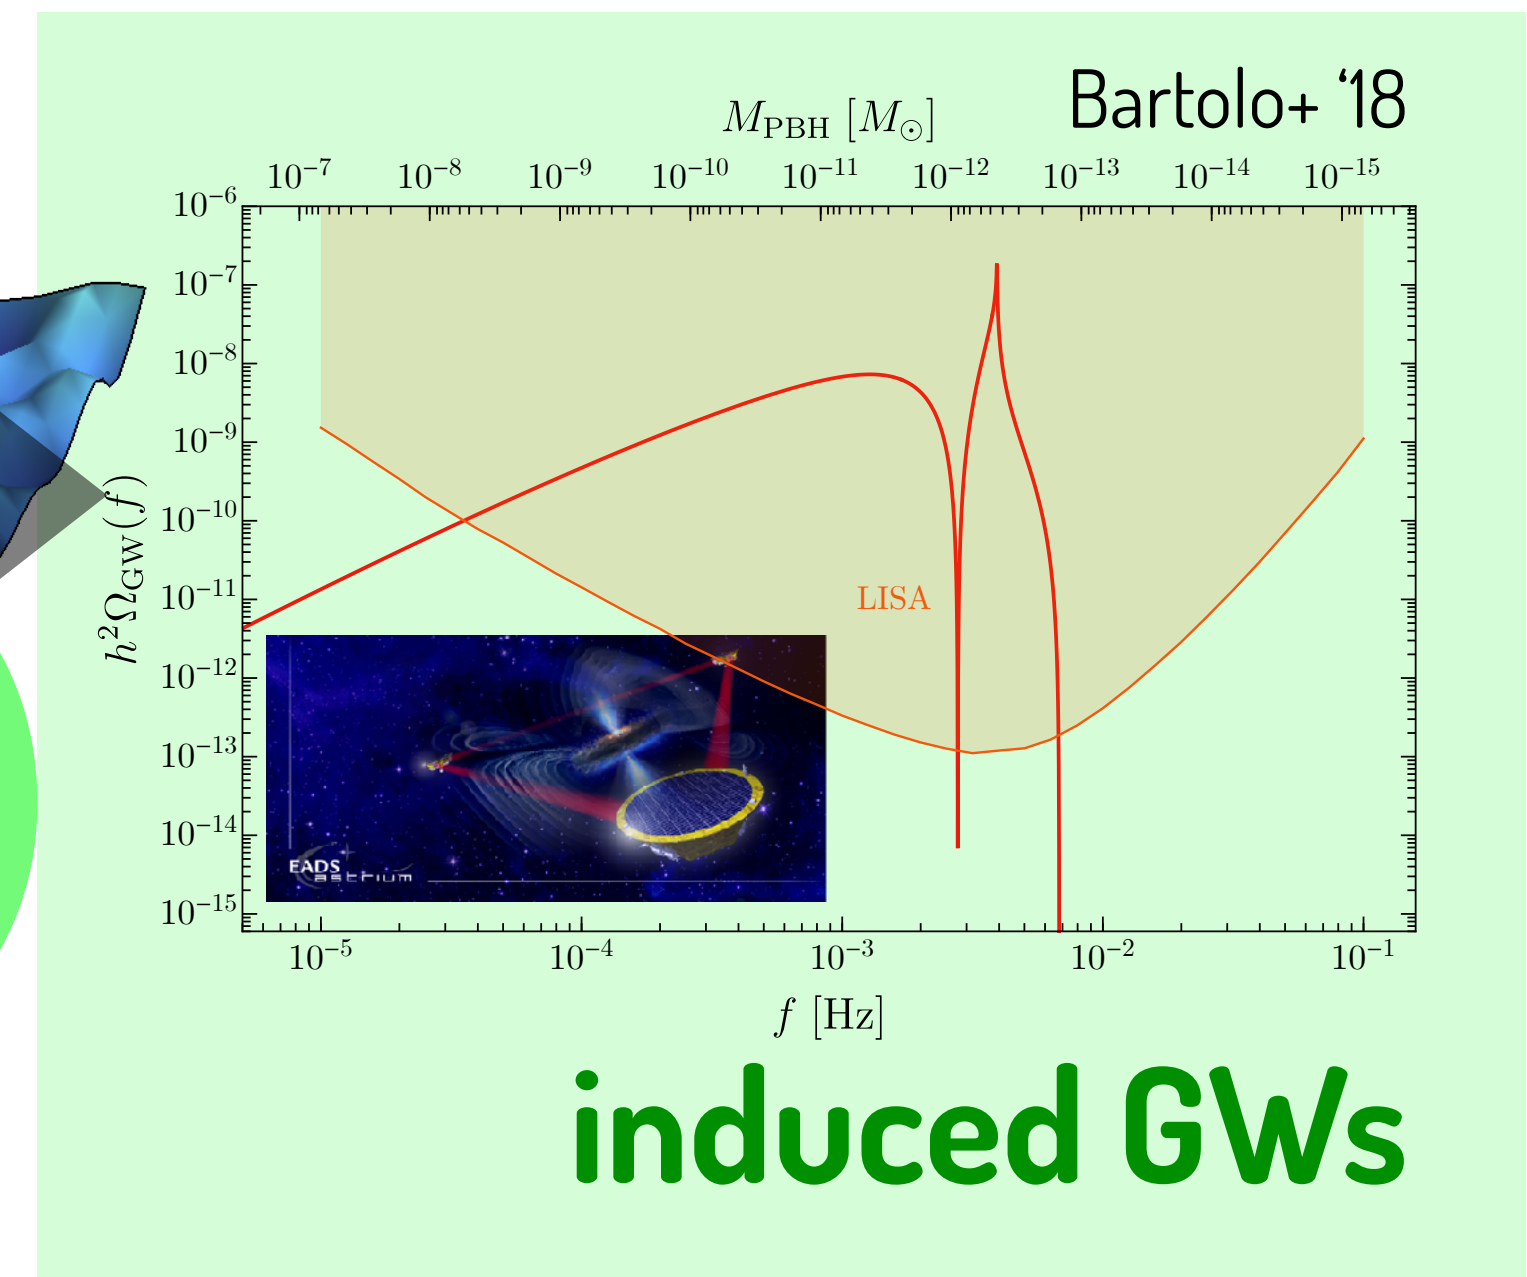 Bartolo+ ‘18
M_PBH [M_⊙]
10^−7 10^−8 10^−9 10^−10 10^−11 10^−12 10^−13 10^−14 10^−15
10^−6
10^−7
10^−8
10^−9
10^−10
10^−11
10^−12
10^−13
10^−14
10^−15
h^2Ω_GW(f)
LISA
EADS
astrium
10^−5 10^−4 10^−3 10^−2 10^−1
f [Hz]
induced GWs